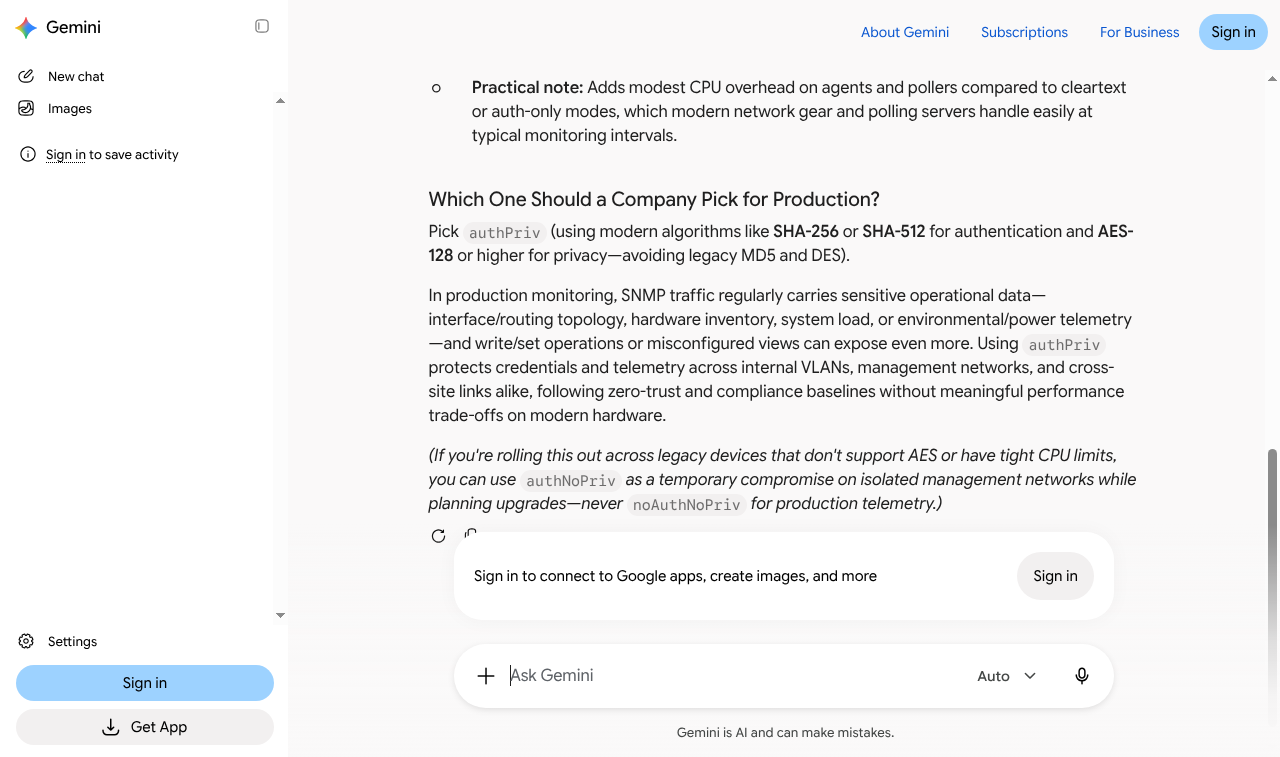 Gemini
New chat
Images
Sign in to save activity
Settings
Sign in
Get App
About Gemini
Subscriptions
For Business
Sign in
Practical note: Adds modest CPU overhead on agents and pollers compared to cleartext
or auth-only modes, which modern network gear and polling servers handle easily at
typical monitoring intervals.
Which One Should a Company Pick for Production?
Pick authPriv (using modern algorithms like SHA-256 or SHA-512 for authentication and AES-
128 or higher for privacy—avoiding legacy MD5 and DES).
In production monitoring, SNMP traffic regularly carries sensitive operational data—
interface/routing topology, hardware inventory, system load, or environmental/power telemetry
—and write/set operations or misconfigured views can expose even more. Using authPriv
protects credentials and telemetry across internal VLANs, management networks, and cross-
site links alike, following zero-trust and compliance baselines without meaningful performance
trade-offs on modern hardware.
(If you're rolling this out across legacy devices that don't support AES or have tight CPU limits,
you can use authNoPriv as a temporary compromise on isolated management networks while
planning upgrades—never noAuthNoPriv for production telemetry.)
Sign in to connect to Google apps, create images, and more
Sign in
Ask Gemini
Auto
Gemini is AI and can make mistakes.